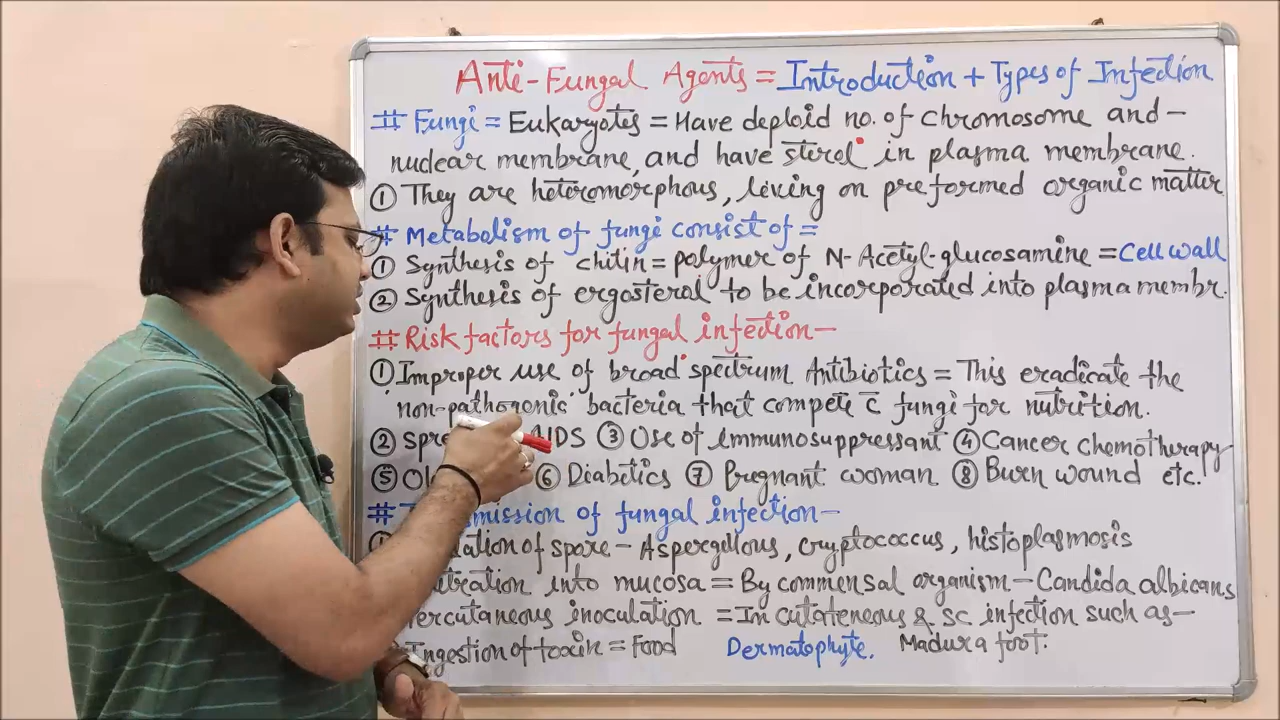 Anti-Fungal Agents = Introduction + Types of Infection
# Fungi = Eukaryotes = Have deploid no. of chromosome and -
nuclear membrane, and have sterol in plasma membrane.
① They are heteromorphous, living on preformed organic matter
# Metabolism of fungi consist of =
① Synthesis of chitin = polymer of N-Acetyl-glucosamine = Cell wall
② Synthesis of ergosterol to be incorporated into plasma membr.
# Risk factors for fungal infection -
① Improper use of broad spectrum Antibiotics = This eradicate the
non-pathogenic bacteria that compete c̄ fungi for nutrition.
② AIDS ③ Use of immunosuppressant ④ Cancer chemotherapy
⑤ ⑥ Diabetics ⑦ Pregnant woman ⑧ Burn wound etc.
# of fungal infection -
of spore - Aspergillous, cryptococcus, histoplasmosis
into mucosa = By commensal organism - Candida albicans
inoculation = In cutateneous & SC infection such as -
Ingestion of toxin = Food Dermatophyte. Madura foot.